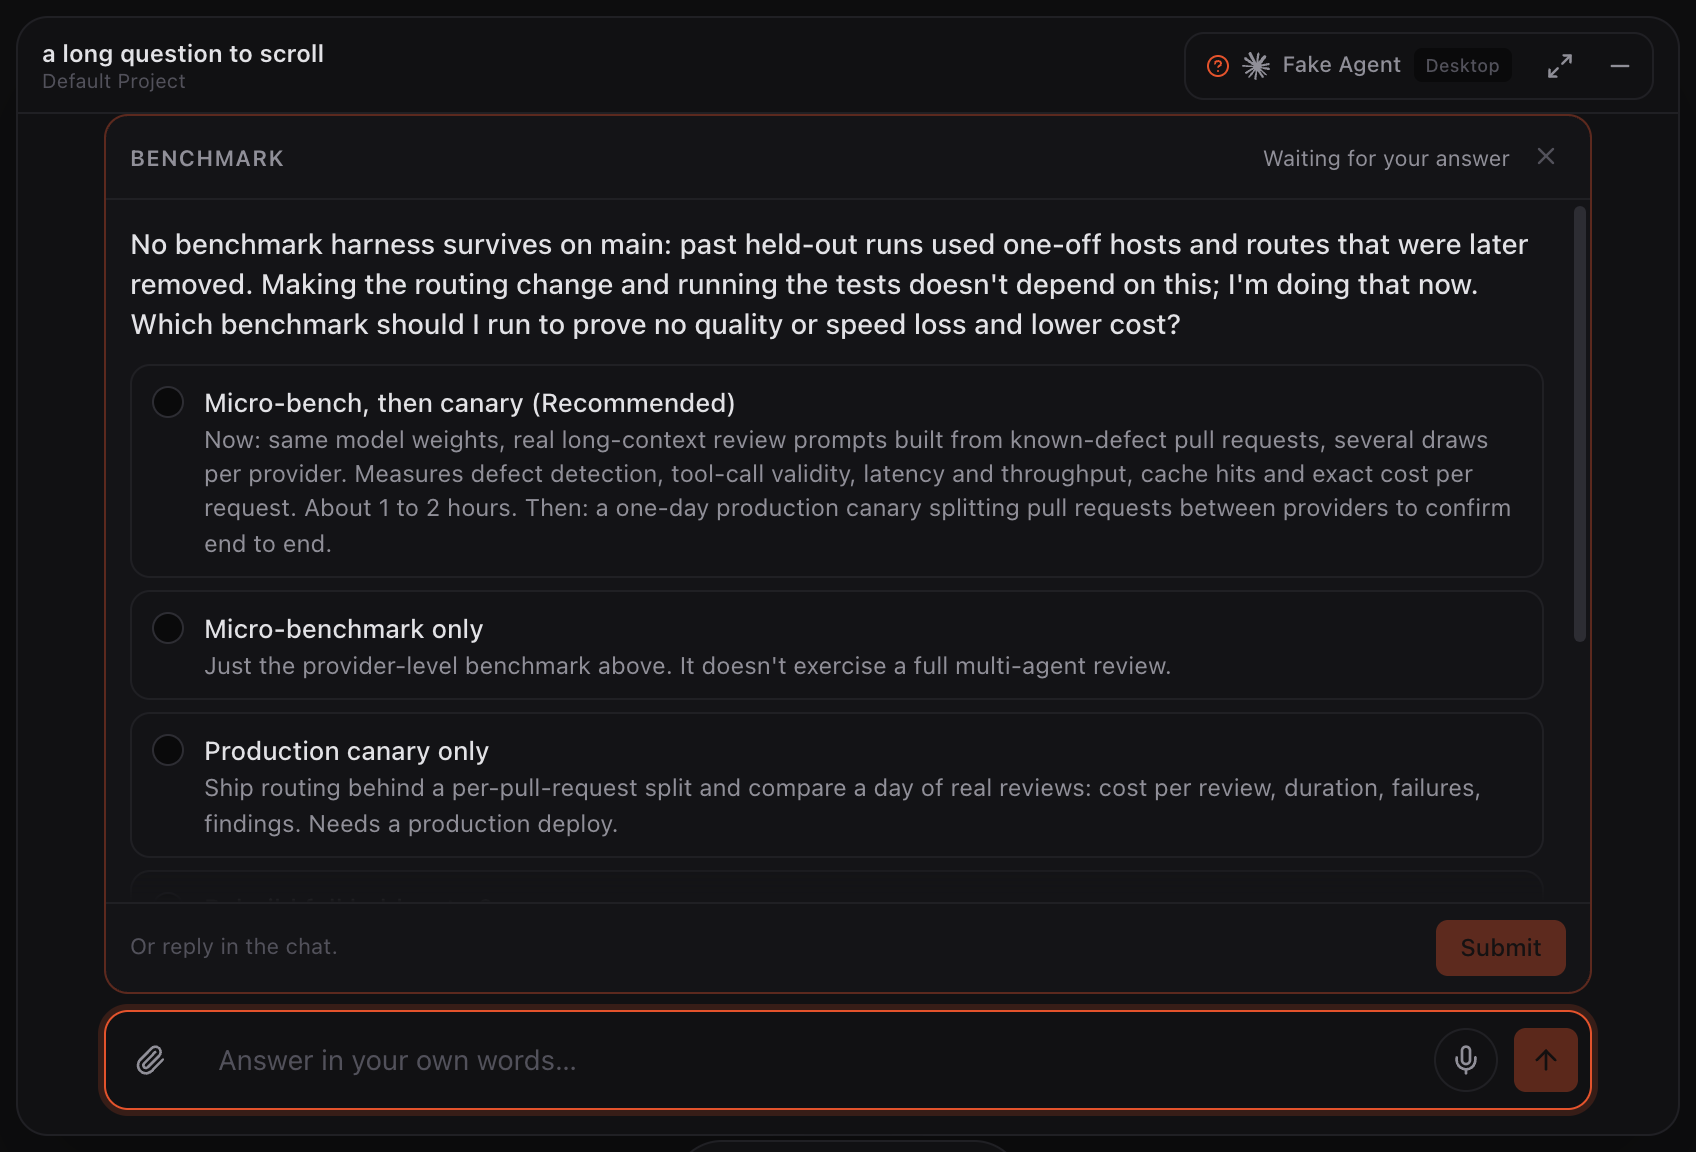 a long question to scroll
Default Project
Fake Agent
Desktop
BENCHMARK
Waiting for your answer
No benchmark harness survives on main: past held-out runs used one-off hosts and routes that were later
removed. Making the routing change and running the tests doesn't depend on this; I'm doing that now.
Which benchmark should I run to prove no quality or speed loss and lower cost?
Micro-bench, then canary (Recommended)
Now: same model weights, real long-context review prompts built from known-defect pull requests, several draws
per provider. Measures defect detection, tool-call validity, latency and throughput, cache hits and exact cost per
request. About 1 to 2 hours. Then: a one-day production canary splitting pull requests between providers to confirm
end to end.
Micro-benchmark only
Just the provider-level benchmark above. It doesn't exercise a full multi-agent review.
Production canary only
Ship routing behind a per-pull-request split and compare a day of real reviews: cost per review, duration, failures,
findings. Needs a production deploy.
Or reply in the chat.
Submit
Answer in your own words...